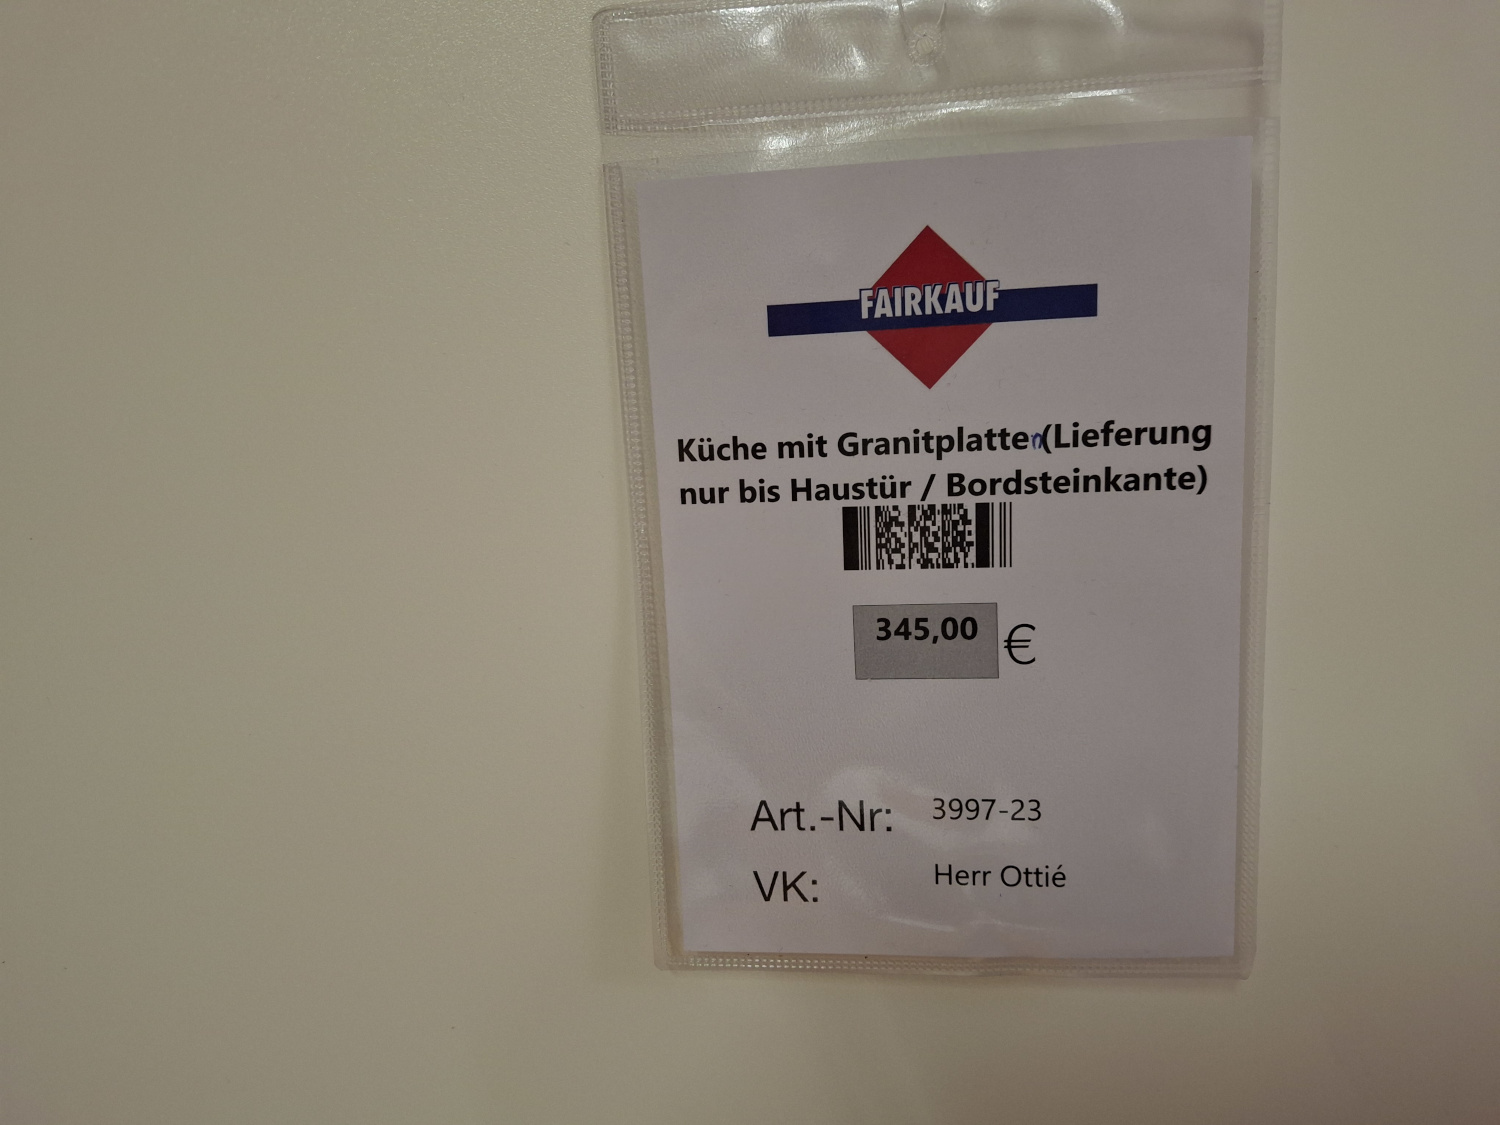 FAIRKAUF
Küche mit Granitplatten(Lieferung
nur bis Haustür / Bordsteinkante)
345,00 €
Art.-Nr: 3997-23
VK: Herr Ottié